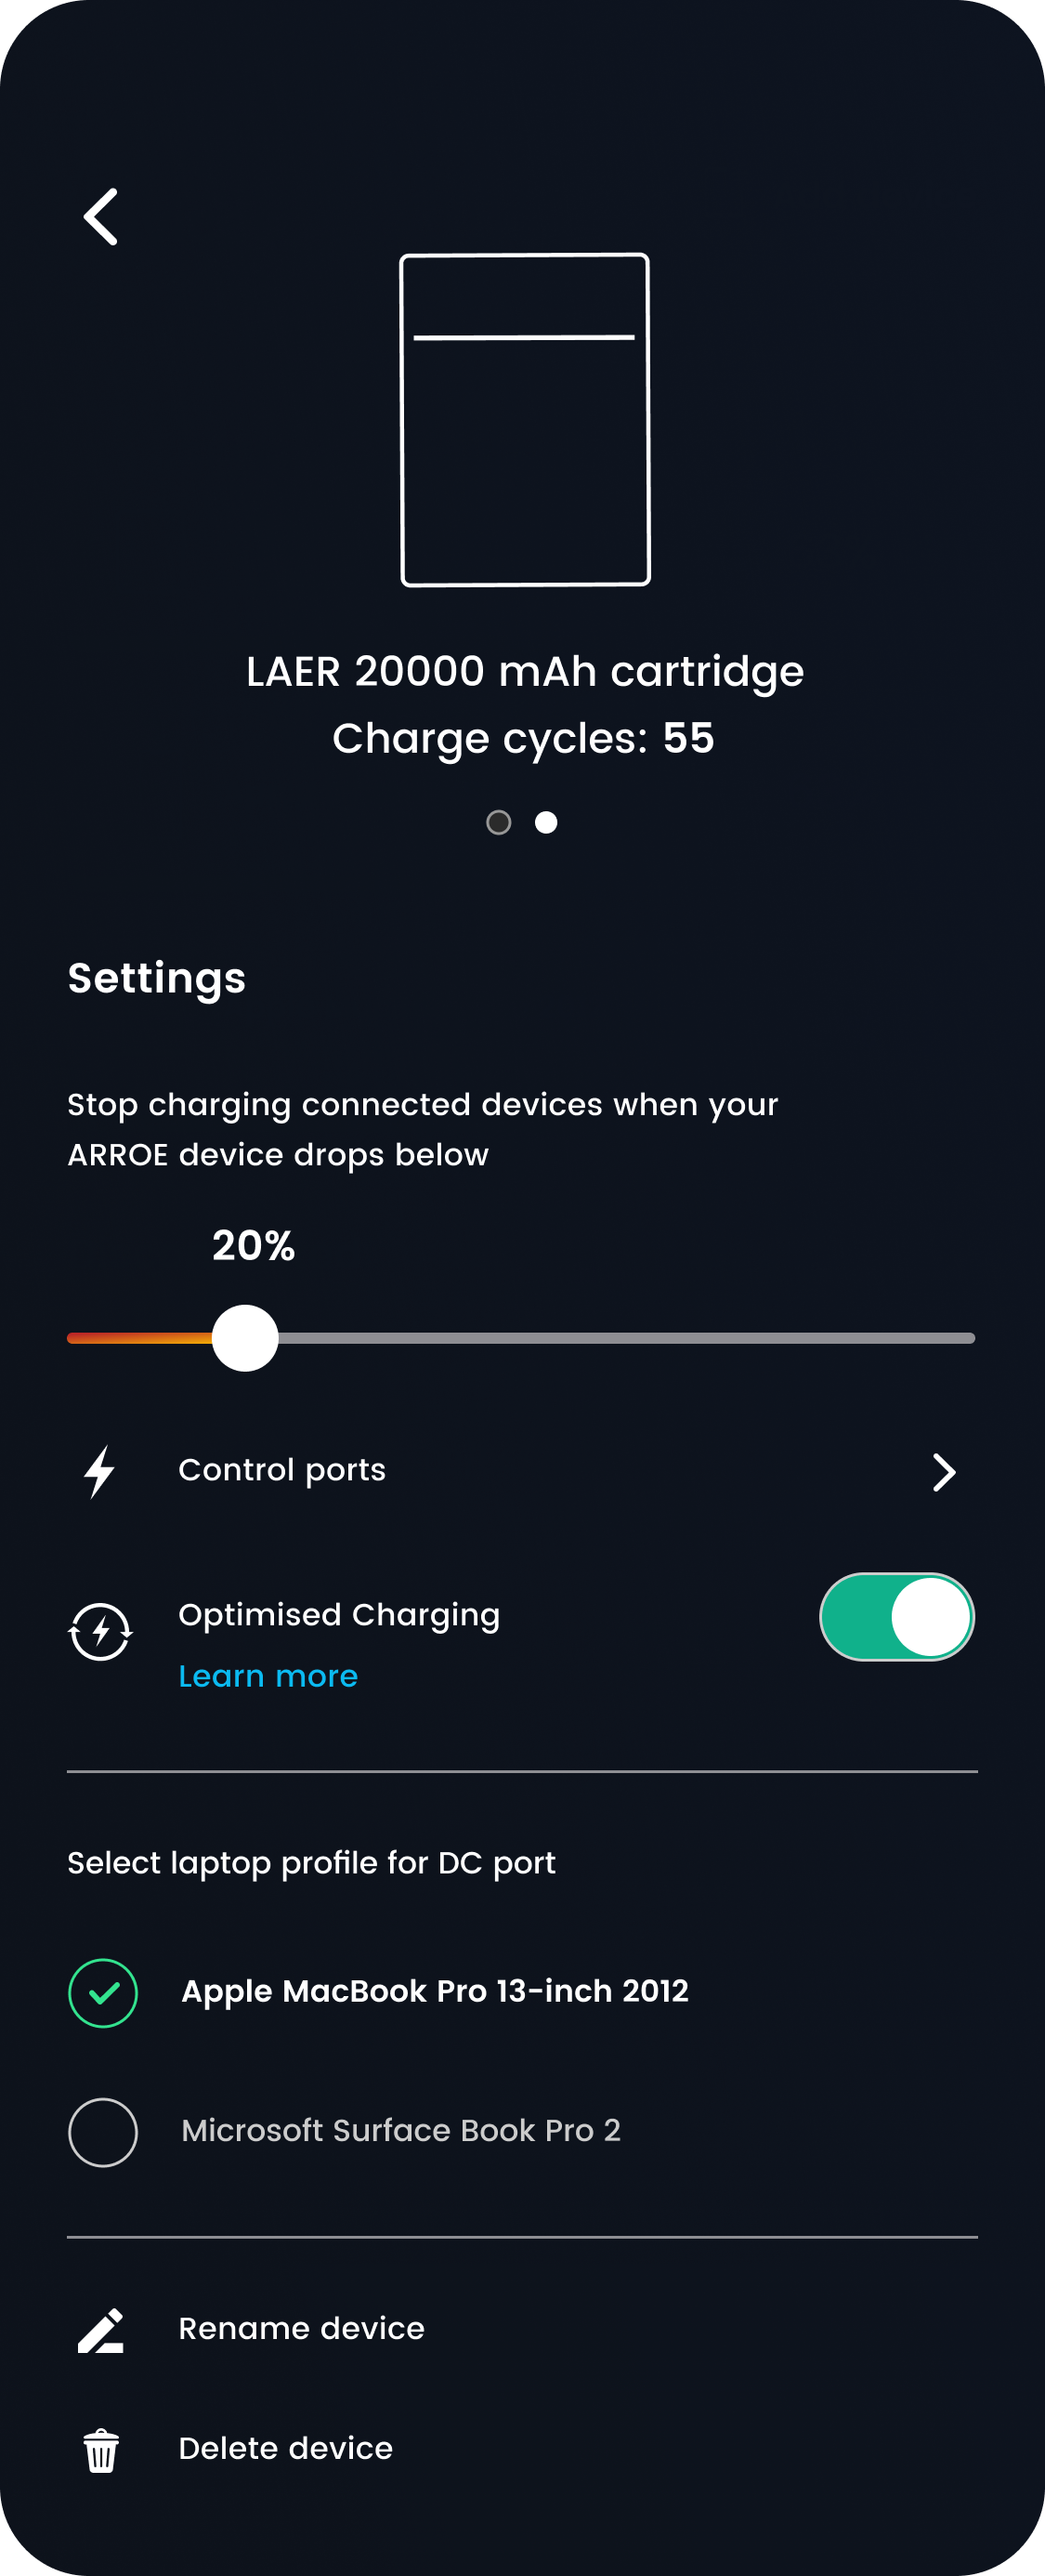 LAER 20000 mAh cartridge
Charge cycles: 55
Settings
Stop charging connected devices when your
ARROE device drops below
20%
Control ports
Optimised Charging
Learn more
Select laptop profile for DC port
Apple MacBook Pro 13-inch 2012
Microsoft Surface Book Pro 2
Rename device
Delete device